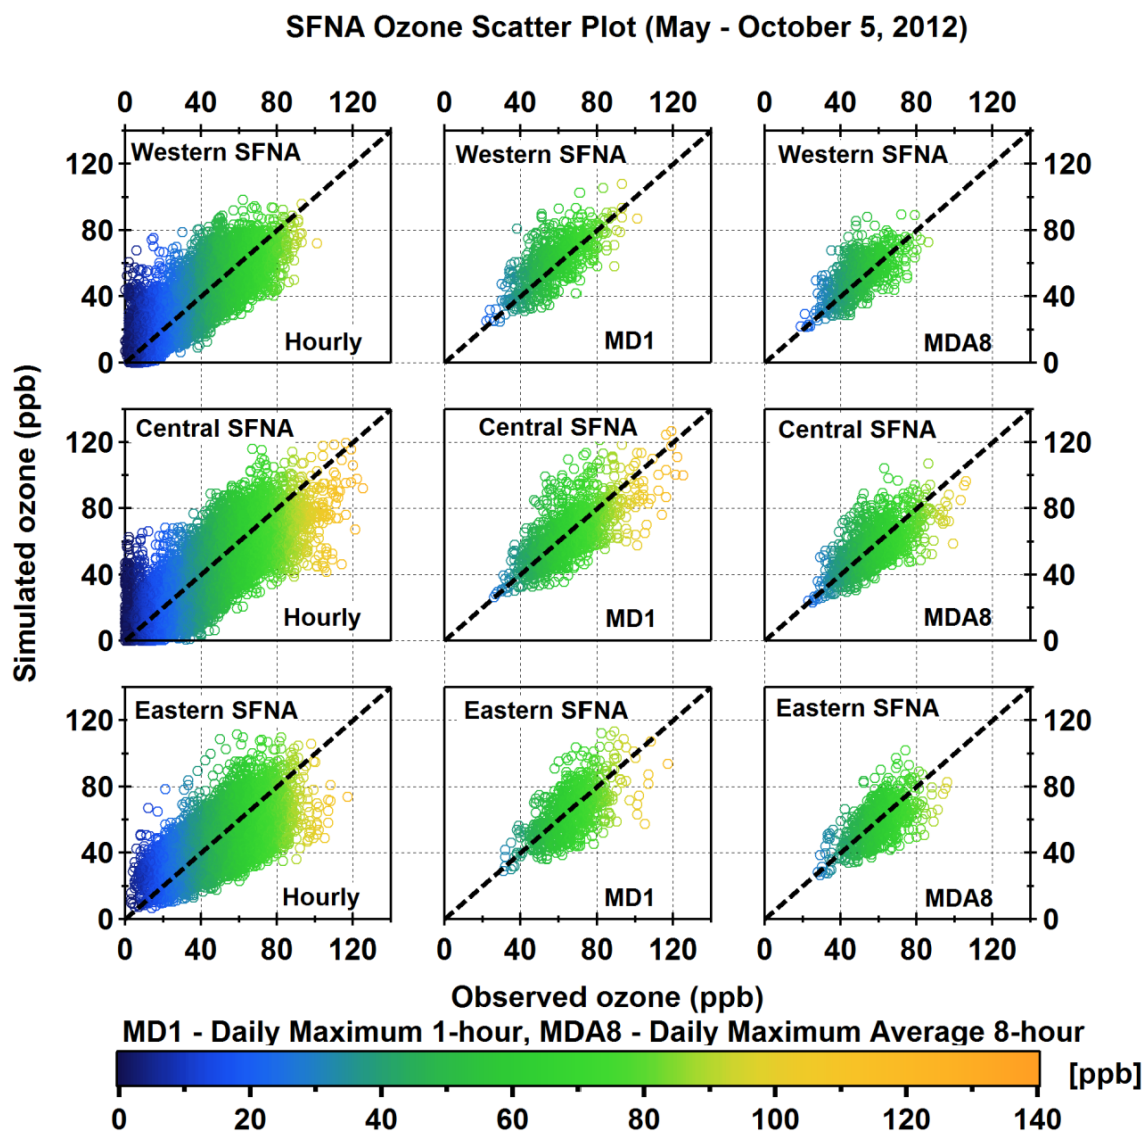 SFNA Ozone Scatter Plot (May - October 5, 2012)
0 40 80 120 0 40 80 120 0 40 80 120
Western SFNA Western SFNA Western SFNA
120 120
80 80
40 40
Hourly MD1 MDA8
0 0
Simulated ozone (ppb)
Central SFNA Central SFNA Central SFNA
120 120
80 80
40 40
Hourly MD1 MDA8
0 0
Eastern SFNA Eastern SFNA Eastern SFNA
120 120
80 80
40 40
Hourly MD1 MDA8
0 0
0 40 80 120 0 40 80 120 0 40 80 120
Observed ozone (ppb)
MD1 - Daily Maximum 1-hour, MDA8 - Daily Maximum Average 8-hour
[ppb]
0 20 40 60 80 100 120 140